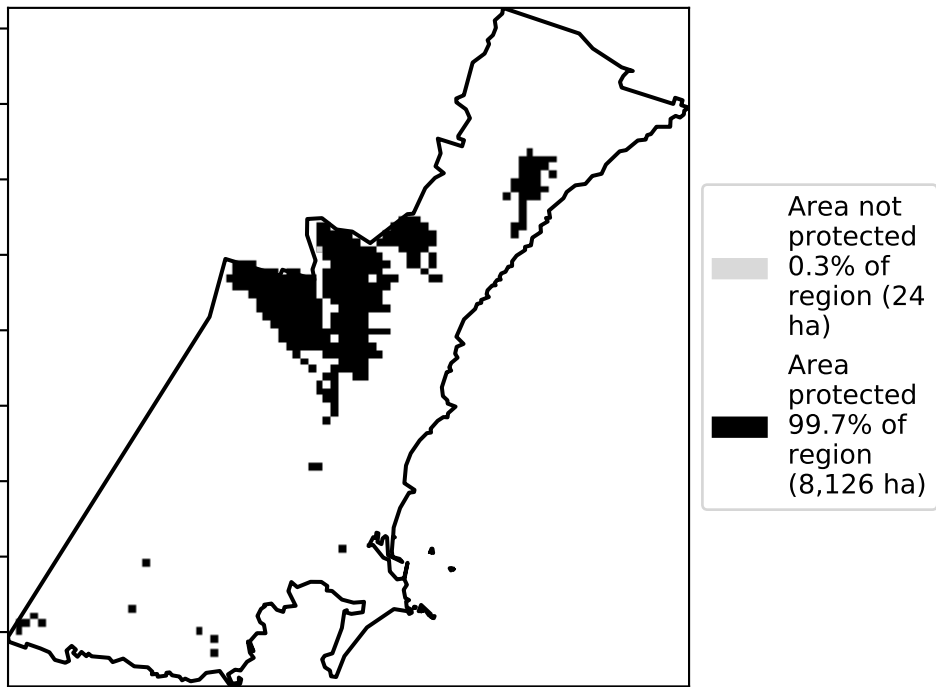 Area not
protected
0.3% of
region (24
ha)
Area
protected
99.7% of
region
(8,126 ha)